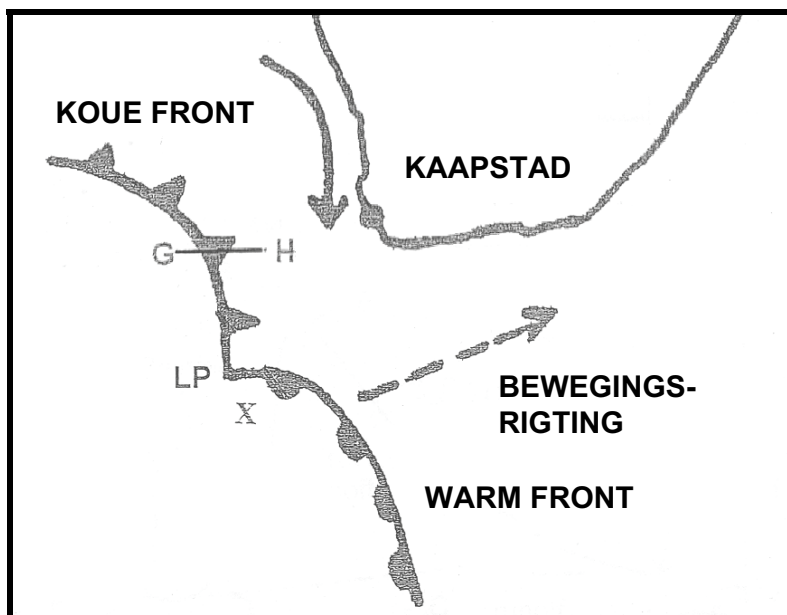 KOUE FRONT
KAAPSTAD
G H
LP
X
BEWEGINGS-
RIGTING
WARM FRONT